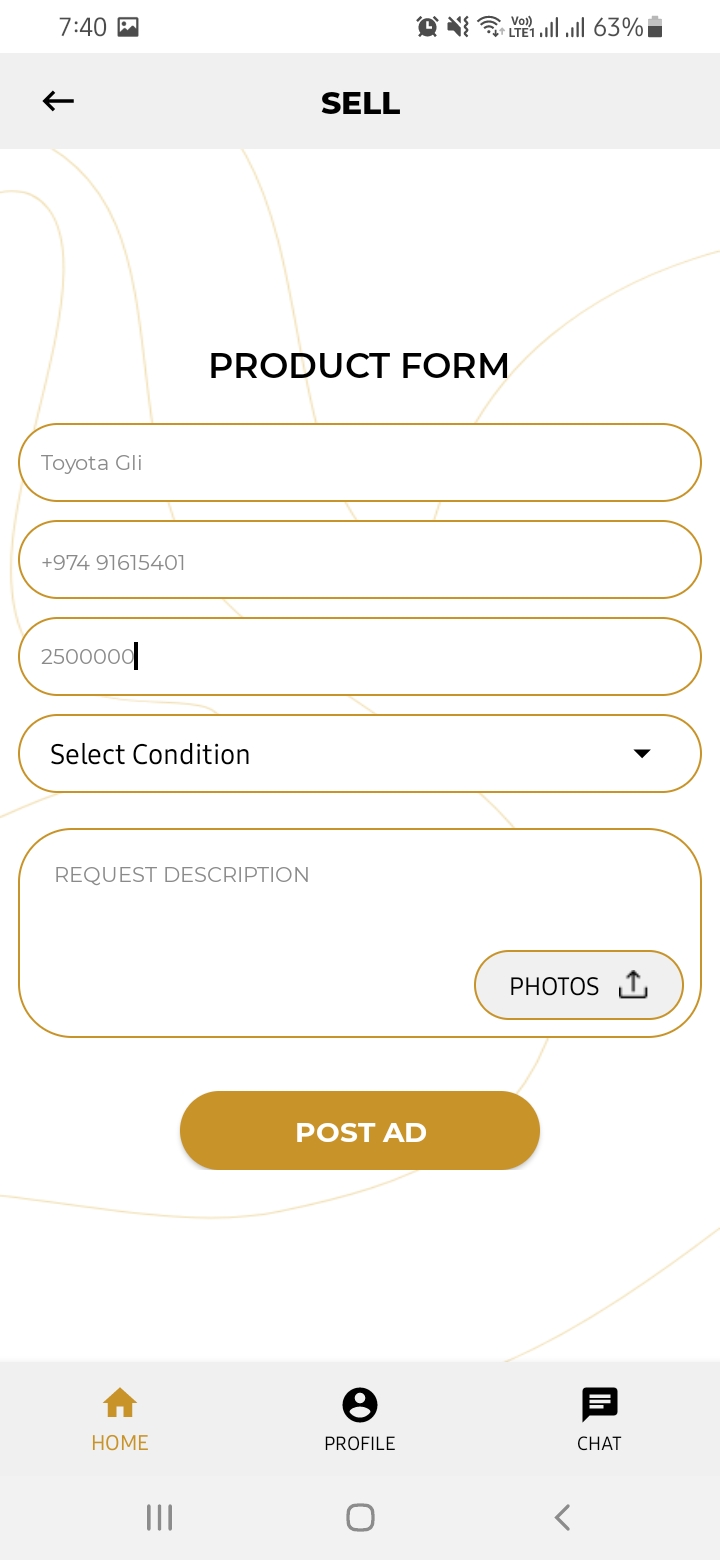 7:40 Vo)) LTE1 63%
SELL
PRODUCT FORM
Toyota Gli
+974 91615401
2500000
Select Condition
REQUEST DESCRIPTION
PHOTOS
POST AD
HOME PROFILE CHAT